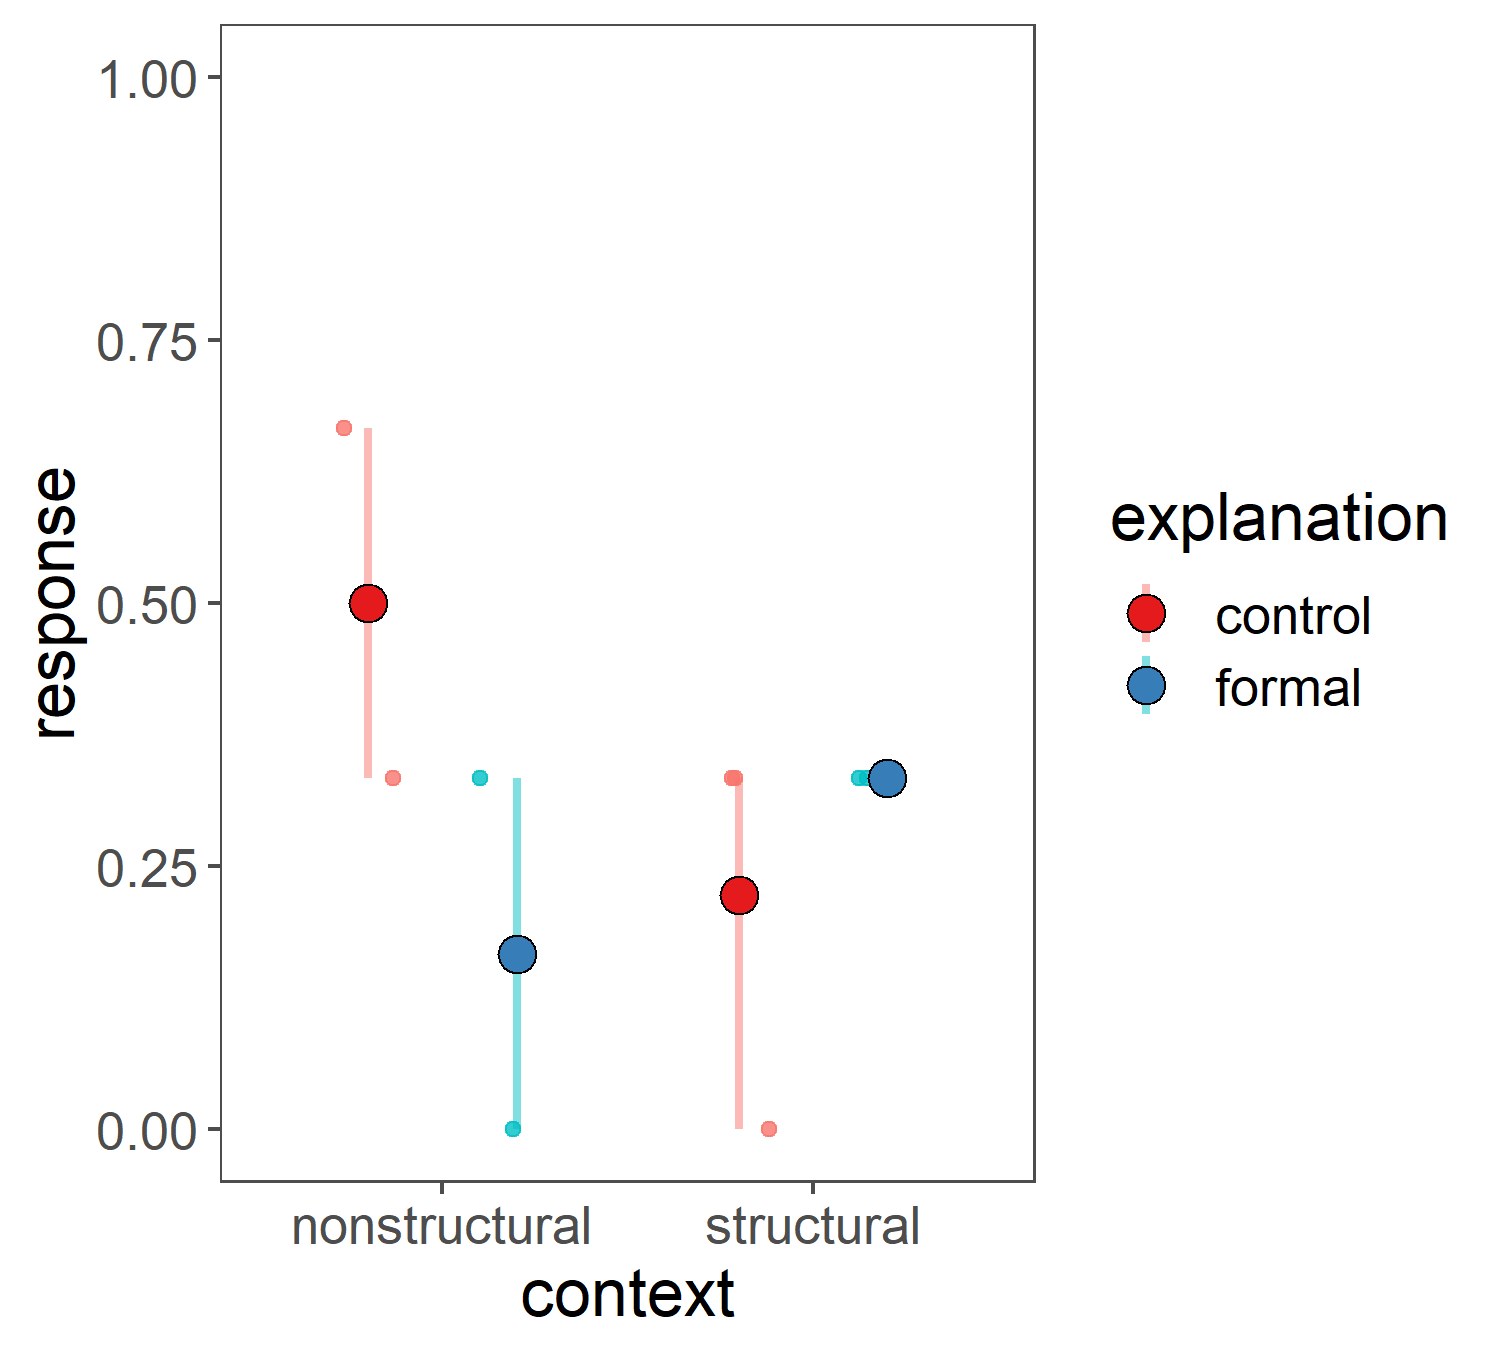 1.00
0.75
0.50
0.25
0.00
response
nonstructural
structural
context
explanation
control
formal